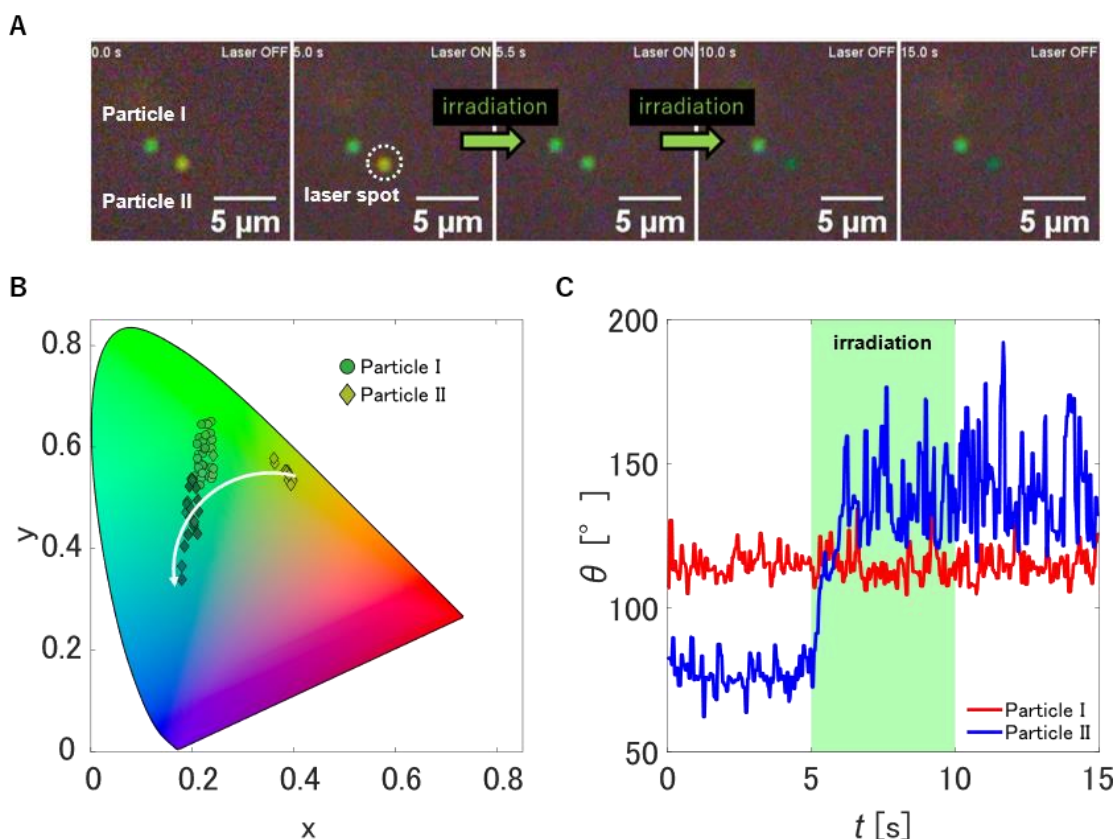 A
0.0 s Laser OFF
5.0 s Laser ON
5.5 s Laser ON
10.0 s Laser OFF
15.0 s Laser OFF
Particle I
irradiation
irradiation
Particle II
laser spot
5 µm
5 µm
5 µm
5 µm
5 µm
B
0.8
0.6
0.4
0.2
0
y
Particle I
Particle II
0 0.2 0.4 0.6 0.8
x
C
200
150
100
50
θ [°]
irradiation
Particle I
Particle II
0 5 10 15
t [s]